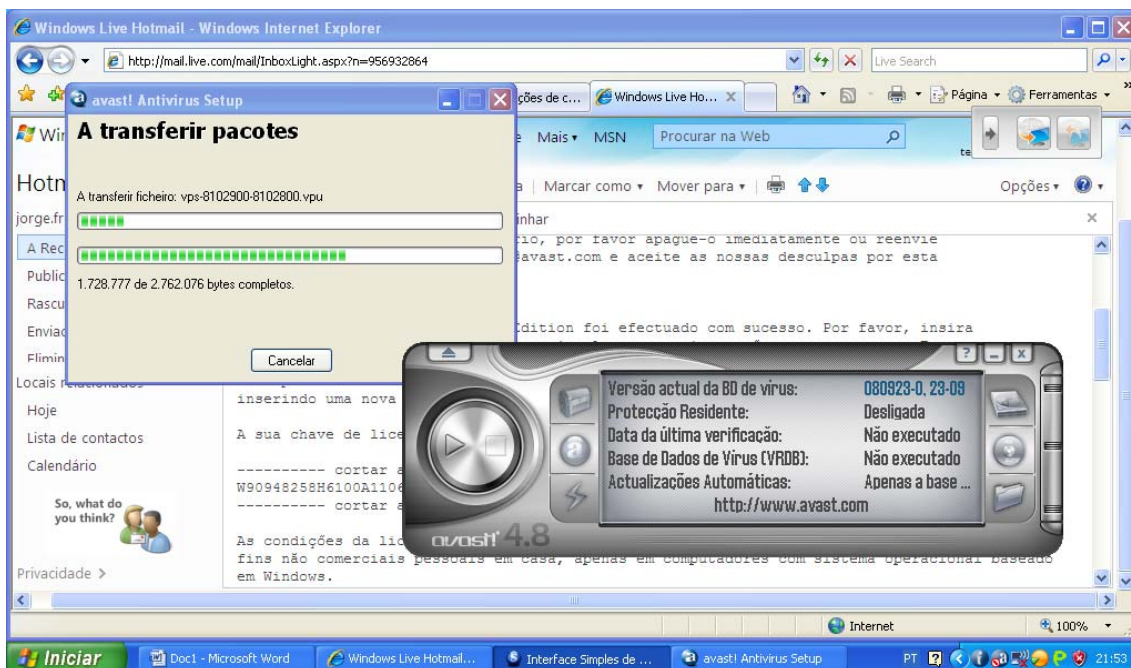 Windows Live Hotmail - Windows Internet Explorer
http://mail.live.com/mail/InboxLight.aspx?n=956932864
Live Search
avast! Antivirus Setup
ções de c...
Windows Live Ho...
Página
Ferramentas
A transferir pacotes
Mais
MSN
Procurar na Web
Hotn
Marcar como
Mover para
Opções
A transferir ficheiro: vps-8102900-8102800.vpu
jorge.fr
inhar
A Rec
rio, por favor apague-o imediatamente ou reenvie
@avast.com e aceite as nossas desculpas por esta
Public
1.728.777 de 2.762.076 bytes completos.
Rascu
Enviac
Edition foi efectuado com sucesso. Por favor, insira
Elimin
Cancelar
Locais relacionados
inserindo uma nova
Hoje
Lista de contactos
A sua chave de lice
Calendário
---------- cortar a
W90948258H6100A1106
---------- cortar a
So, what do
you think?
As condições da lic
fins não comerciais pessoais em casa, apenas em computadores com sistema operacional baseado
em Windows.
Privacidade
Versão actual da BD de vírus: 080923-0, 23-09
Protecção Residente: Desligada
Data da última verificação: Não executado
Base de Dados de Vírus (VRDB): Não executado
Actualizações Automáticas: Apenas a base ...
http://www.avast.com
avast! 4.8
Internet
100%
Iniciar
Doc1 - Microsoft Word
Windows Live Hotmail...
Interface Simples de ...
avast! Antivirus Setup
PT
21:53